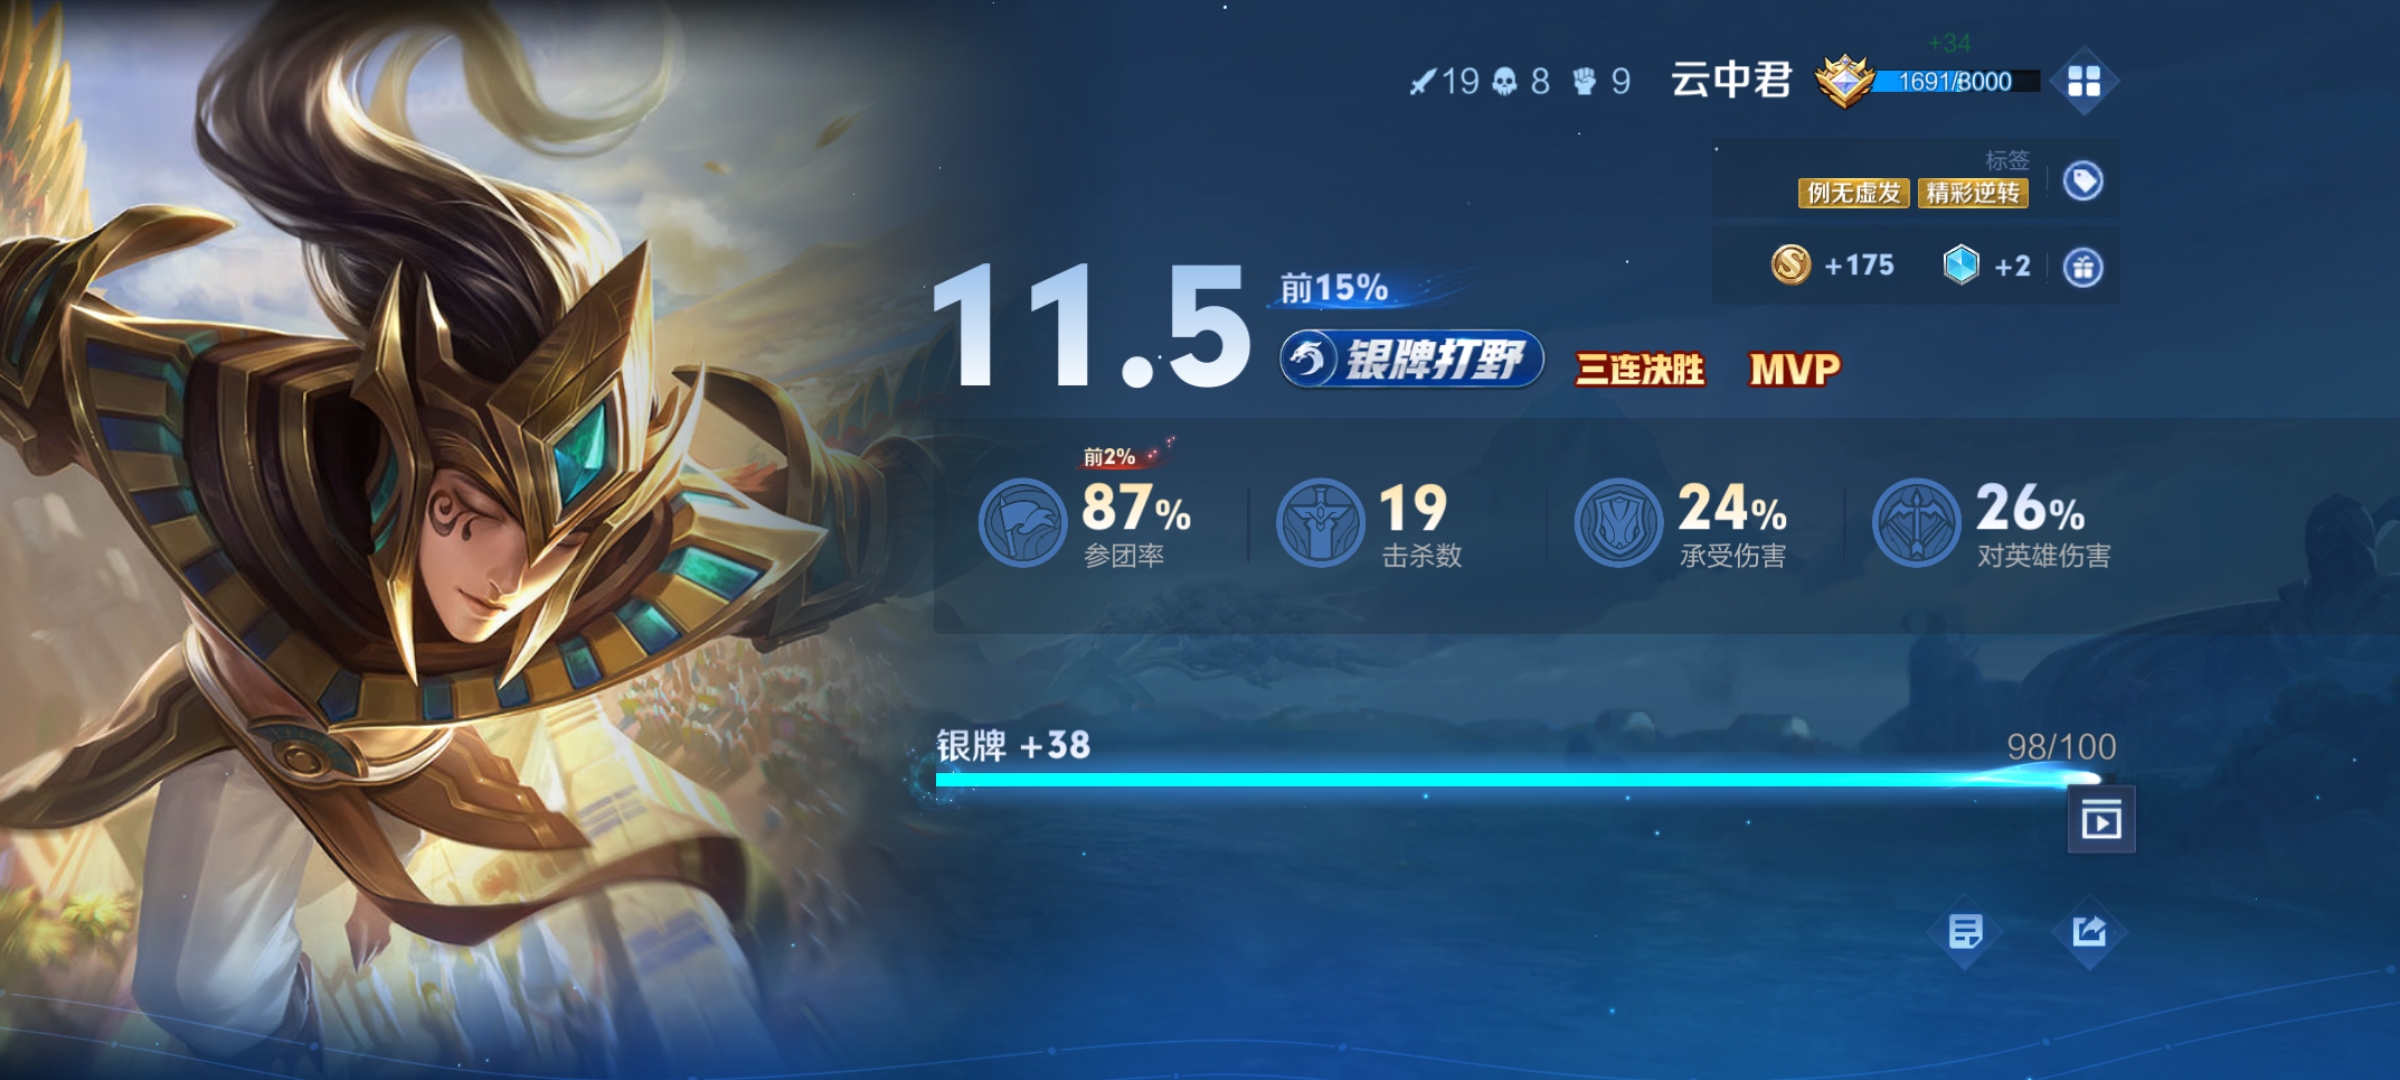 +34
19 8 9 云中君 1691/3000
标签
例无虚发 精彩逆转
+175 +2
11.5 前15%
银牌打野 三连决胜 MVP
前2%
87% 19 24% 26%
参团率 击杀数 承受伤害 对英雄伤害
银牌 +38 98/100